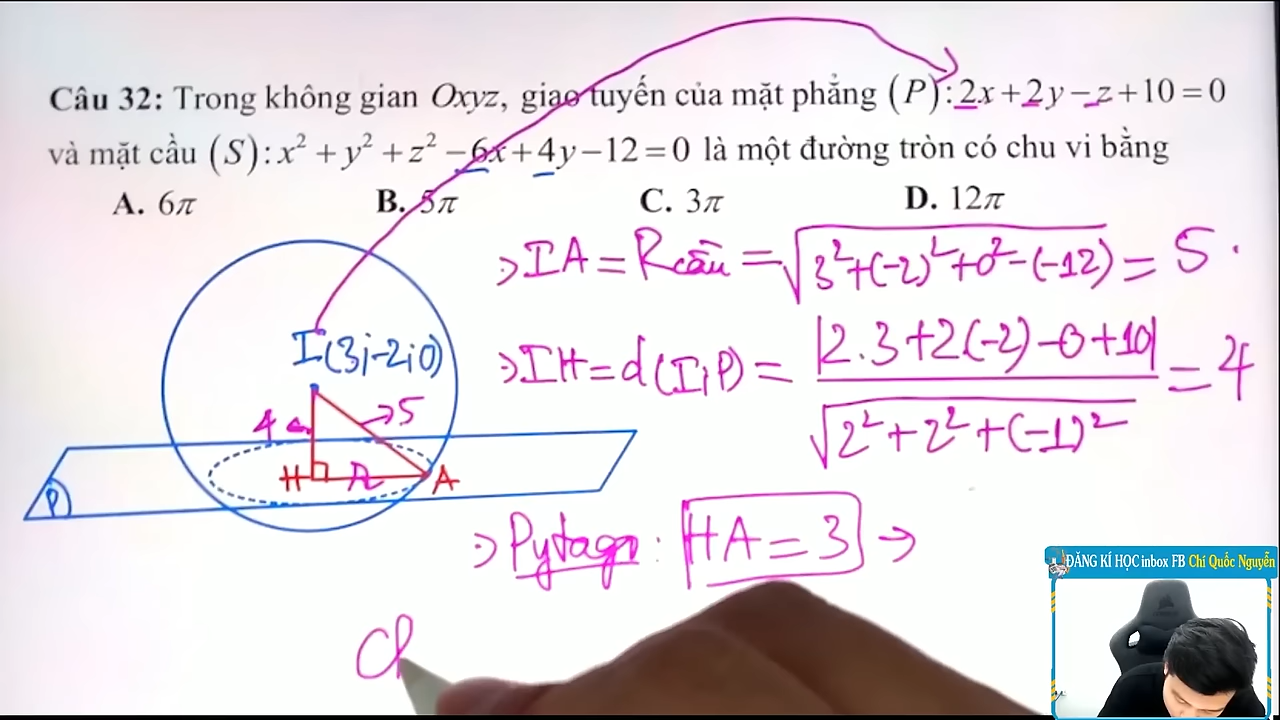 Câu 32: Trong không gian Oxyz, giao tuyến của mặt phẳng (P): 2x + 2y − z + 10 = 0
và mặt cầu (S): x² + y² + z² − 6x + 4y − 12 = 0 là một đường tròn có chu vi bằng
A. 6π B. 5π C. 3π D. 12π
IA = R cầu = √(3² + (-2)² + 0² - (-12)) = 5.
I(3; -2; 0)
IH = d(I; P) = |2.3 + 2(-2) - 0 + 10| / √(2² + 2² + (-1)²) = 4
4 5
H R A
P
Pytago: HA = 3 →
ĐĂNG KÍ HỌC inbox FB Chí Quốc Nguyễn